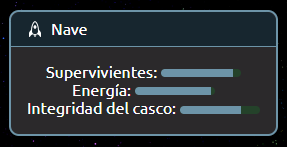 Nave
Supervivientes:
Energía:
Integridad del casco: